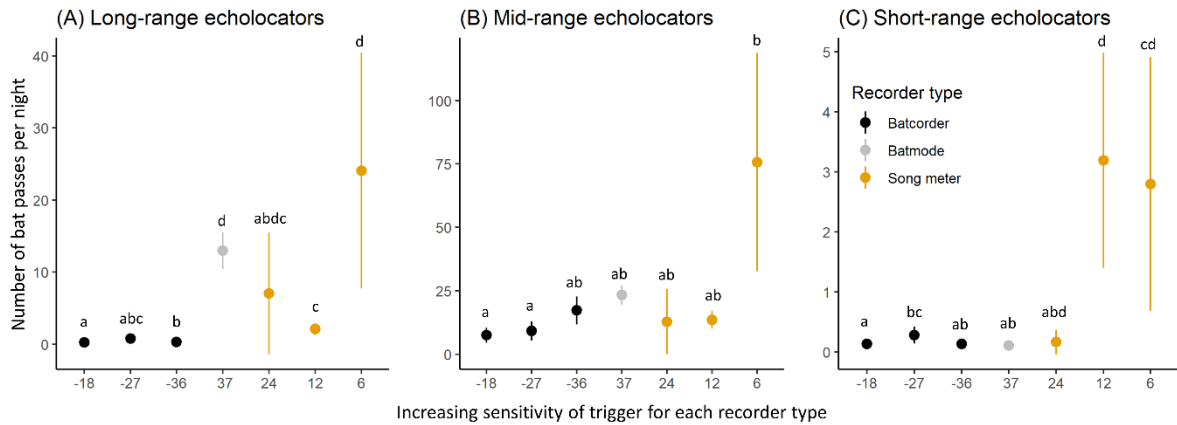 (A) Long-range echolocators
(B) Mid-range echolocators
(C) Short-range echolocators
Number of bat passes per night
40
30
20
10
0
a
abc
b
d
abdc
c
d
-18
-27
-36
37
24
12
6
100
75
50
25
0
a
a
ab
ab
ab
ab
b
-18
-27
-36
37
24
12
6
5
4
3
2
1
0
a
bc
ab
ab
abd
d
cd
Recorder type
Batcorder
Batmode
Song meter
-18
-27
-36
37
24
12
6
Increasing sensitivity of trigger for each recorder type